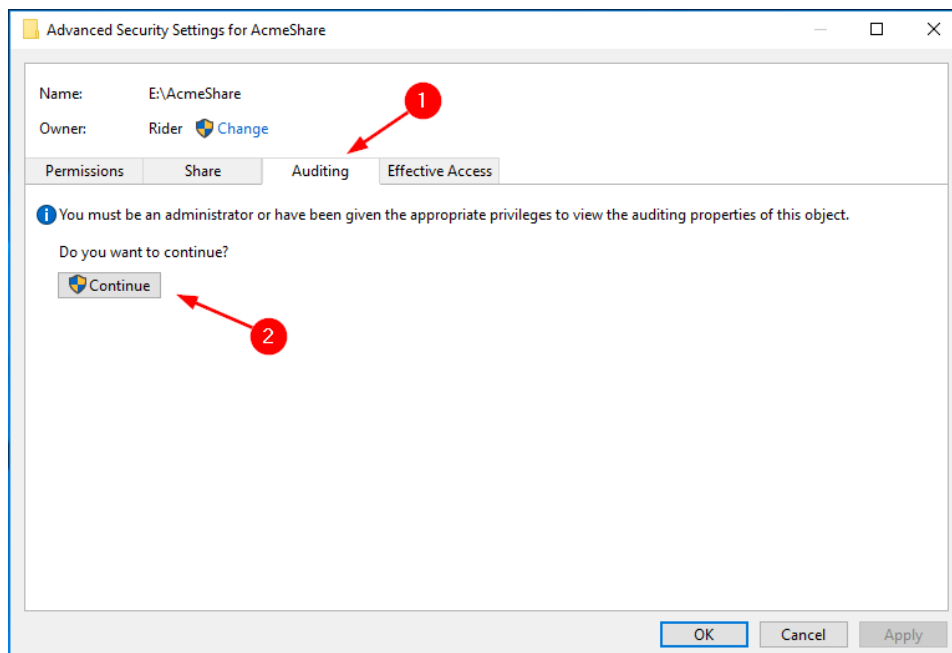 Advanced Security Settings for AcmeShare
Name: E:\AcmeShare
1
Owner: Rider Change
Permissions Share Auditing Effective Access
You must be an administrator or have been given the appropriate privileges to view the auditing properties of this object.
Do you want to continue?
Continue
2
OK Cancel Apply